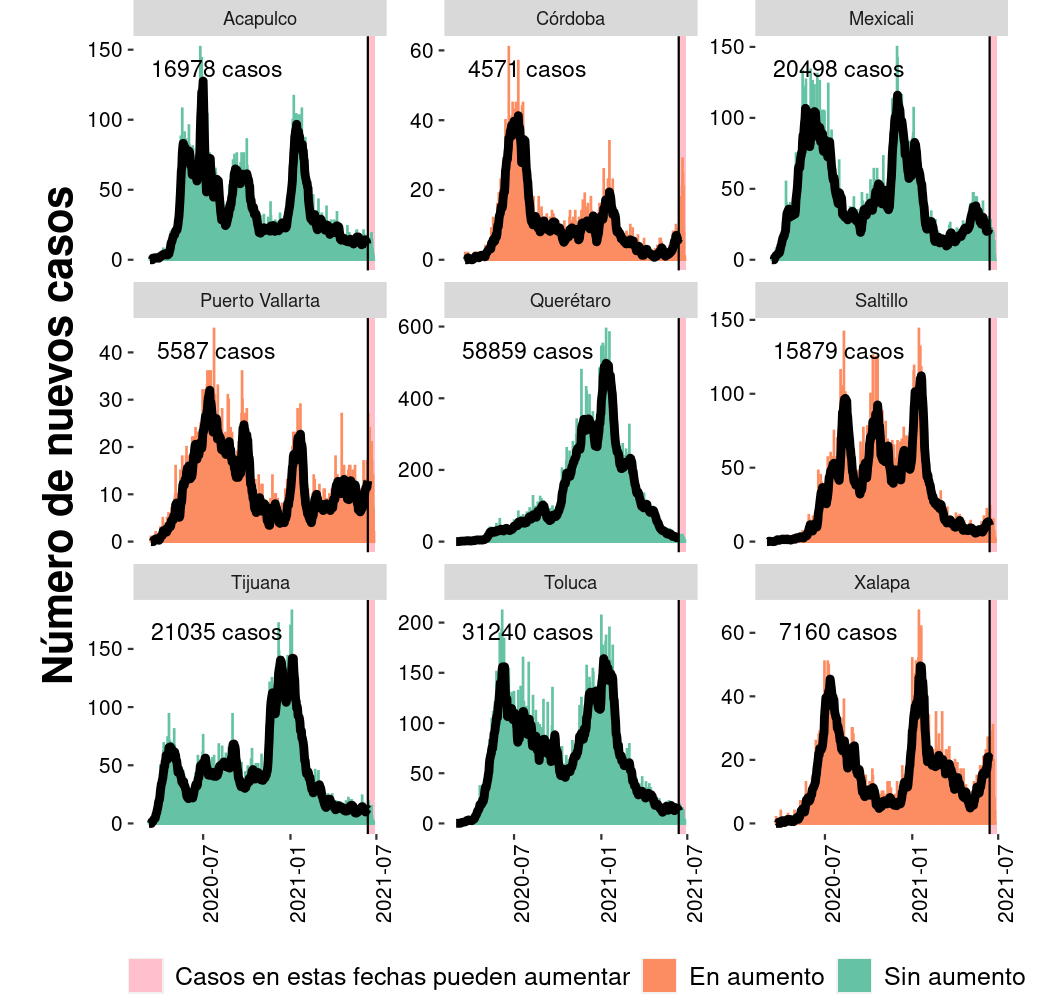 Número de nuevos casos
Acapulco
Córdoba
Mexicali
150
100
50
0
16978 casos
60
40
20
0
4571 casos
150
100
50
0
20498 casos
Puerto Vallarta
Querétaro
Saltillo
40
30
20
10
0
5587 casos
600
400
200
0
58859 casos
150
100
50
0
15879 casos
Tijuana
Toluca
Xalapa
150
100
50
0
21035 casos
200
150
100
50
0
31240 casos
60
40
20
0
7160 casos
2020-07
2021-01
2021-07
2020-07
2021-01
2021-07
2020-07
2021-01
2021-07
Casos en estas fechas pueden aumentar
En aumento
Sin aumento